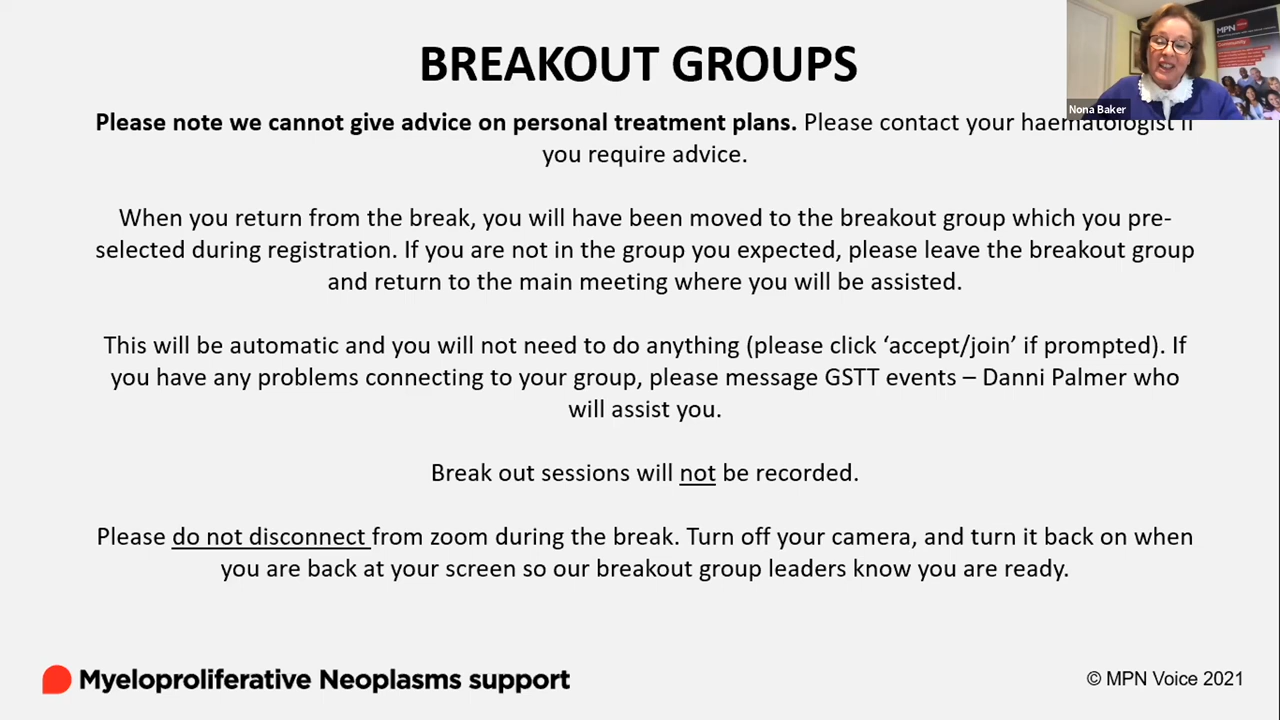 BREAKOUT GROUPS
MPN
Community
Nona Baker
Please note we cannot give advice on personal treatment plans. Please contact your haematologist if
you require advice.
When you return from the break, you will have been moved to the breakout group which you pre-
selected during registration. If you are not in the group you expected, please leave the breakout group
and return to the main meeting where you will be assisted.
This will be automatic and you will not need to do anything (please click ‘accept/join’ if prompted). If
you have any problems connecting to your group, please message GSTT events – Danni Palmer who
will assist you.
Break out sessions will not be recorded.
Please do not disconnect from zoom during the break. Turn off your camera, and turn it back on when
you are back at your screen so our breakout group leaders know you are ready.
Myeloproliferative Neoplasms support
© MPN Voice 2021